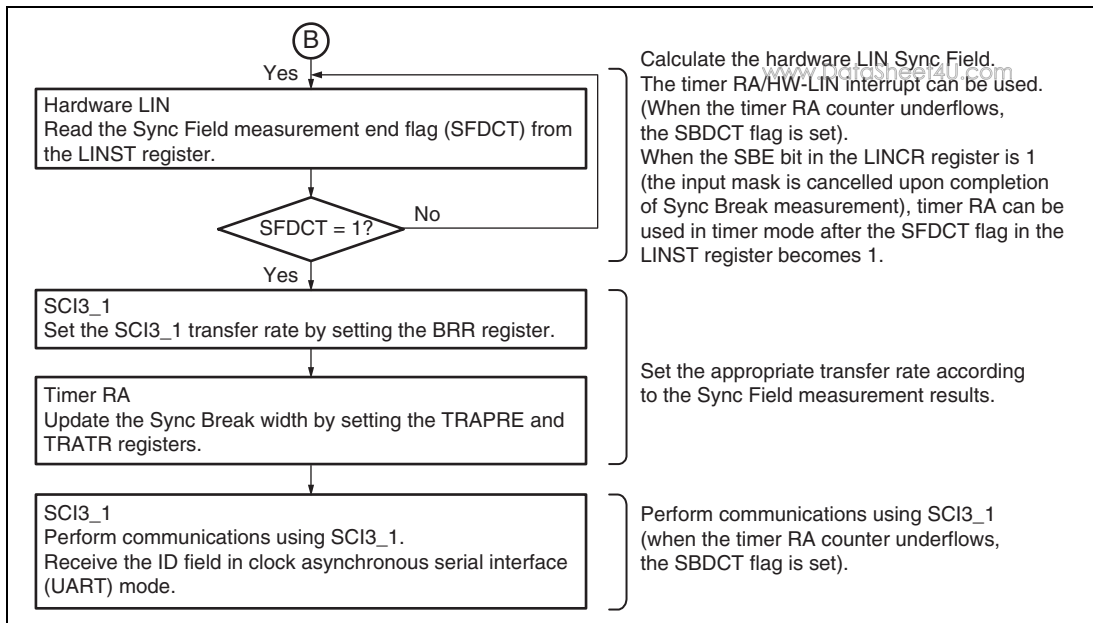 B
Yes
Hardware LIN
Read the Sync Field measurement end flag (SFDCT) from
the LINST register.
SFDCT = 1?
No
Yes
Calculate the hardware LIN Sync Field.
www.DataSheet4U.com
The timer RA/HW-LIN interrupt can be used.
(When the timer RA counter underflows,
the SBDCT flag is set).
When the SBE bit in the LINCR register is 1
(the input mask is cancelled upon completion
of Sync Break measurement), timer RA can be
used in timer mode after the SFDCT flag in the
LINST register becomes 1.
SCI3_1
Set the SCI3_1 transfer rate by setting the BRR register.
Timer RA
Update the Sync Break width by setting the TRAPRE and
TRATR registers.
Set the appropriate transfer rate according
to the Sync Field measurement results.
SCI3_1
Perform communications using SCI3_1.
Receive the ID field in clock asynchronous serial interface
(UART) mode.
Perform communications using SCI3_1
(when the timer RA counter underflows,
the SBDCT flag is set).